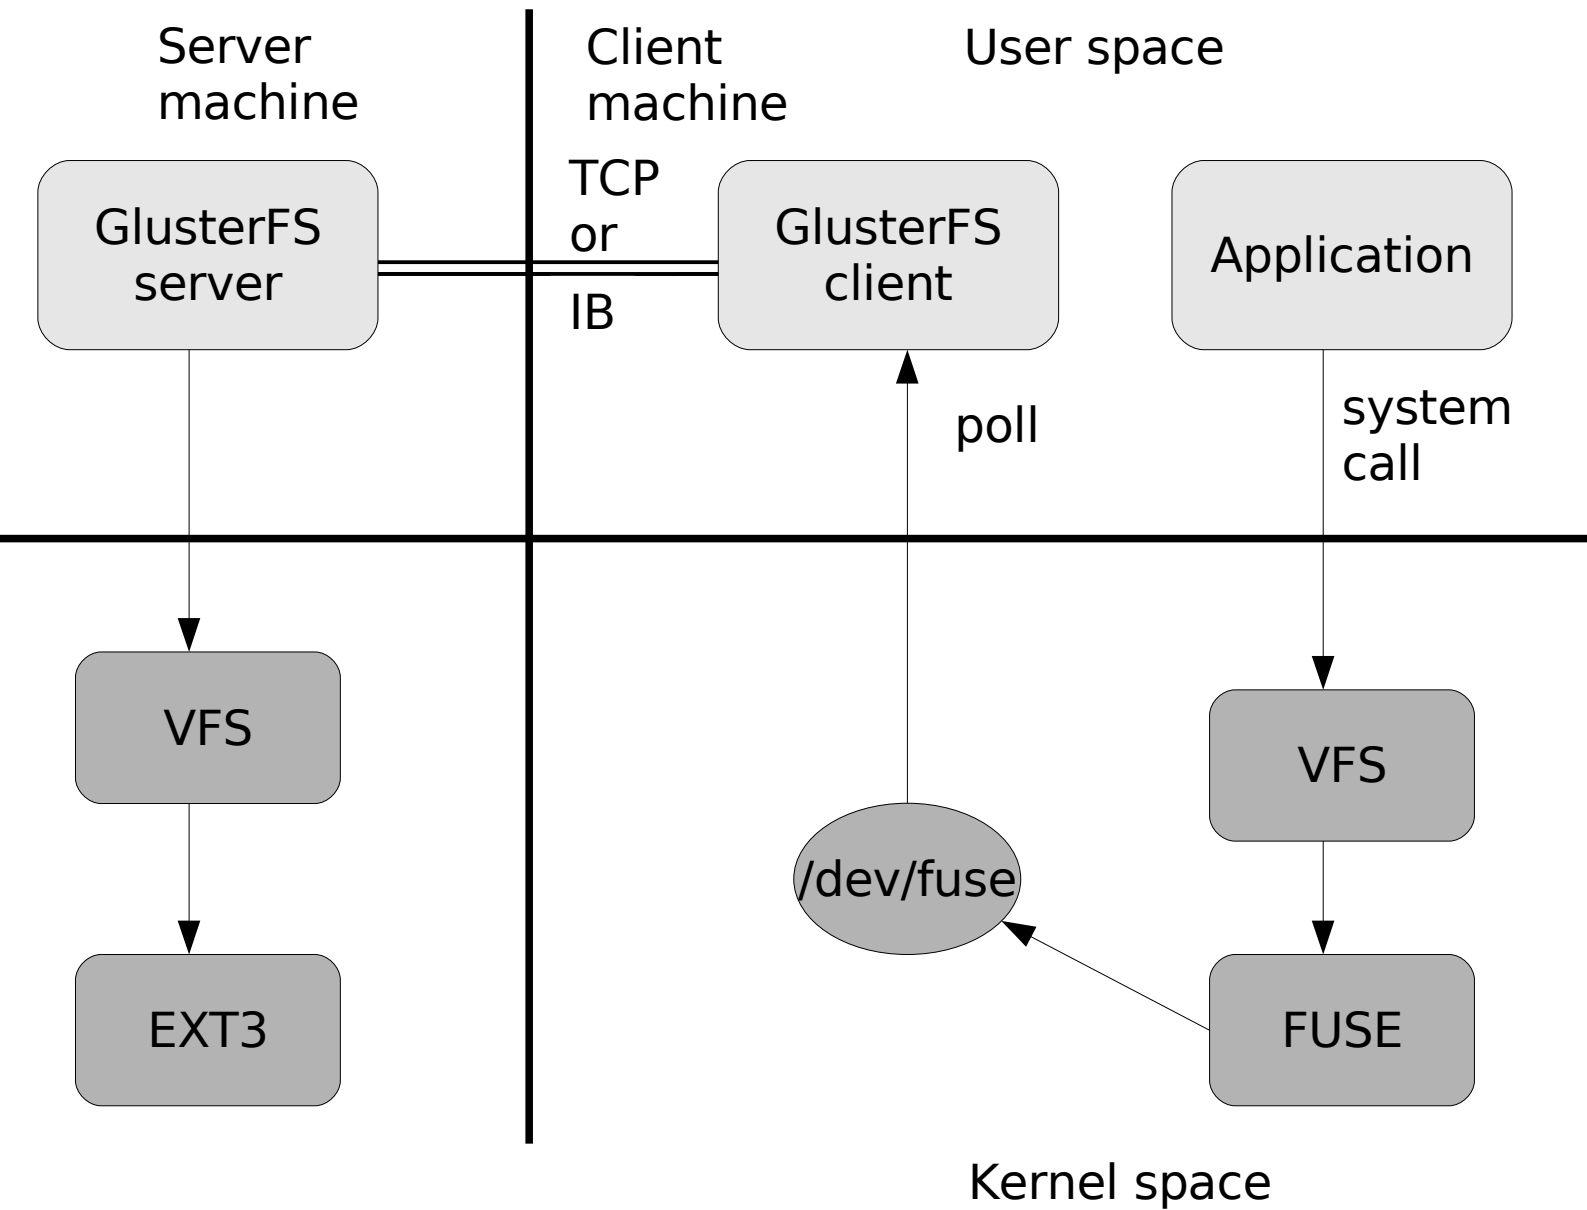 Server
machine
Client
machine
User space
GlusterFS
server
TCP
or
IB
GlusterFS
client
Application
poll
system
call
VFS
VFS
/dev/fuse
EXT3
FUSE
Kernel space